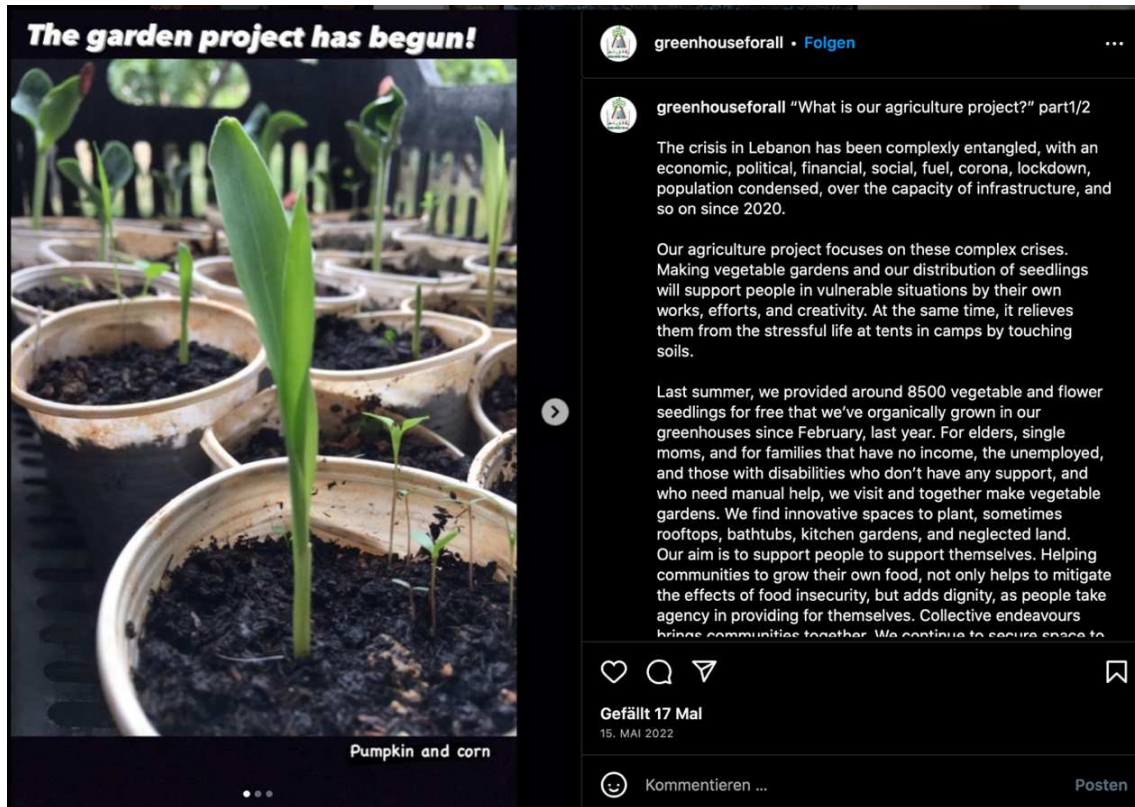 The garden project has begun!
Pumpkin and corn
greenhouseforall • Folgen
greenhouseforall “What is our agriculture project?” part1/2
The crisis in Lebanon has been complexly entangled, with an
economic, political, financial, social, fuel, corona, lockdown,
population condensed, over the capacity of infrastructure, and
so on since 2020.
Our agriculture project focuses on these complex crises.
Making vegetable gardens and our distribution of seedlings
will support people in vulnerable situations by their own
works, efforts, and creativity. At the same time, it relieves
them from the stressful life at tents in camps by touching
soils.
Last summer, we provided around 8500 vegetable and flower
seedlings for free that we’ve organically grown in our
greenhouses since February, last year. For elders, single
moms, and for families that have no income, the unemployed,
and those with disabilities who don’t have any support, and
who need manual help, we visit and together make vegetable
gardens. We find innovative spaces to plant, sometimes
rooftops, bathtubs, kitchen gardens, and neglected land.
Our aim is to support people to support themselves. Helping
communities to grow their own food, not only helps to mitigate
the effects of food insecurity, but adds dignity, as people take
agency in providing for themselves. Collective endeavours
brings communities together. We continue to secure space to
Gefällt 17 Mal
15. MAI 2022
Kommentieren ...
Posten